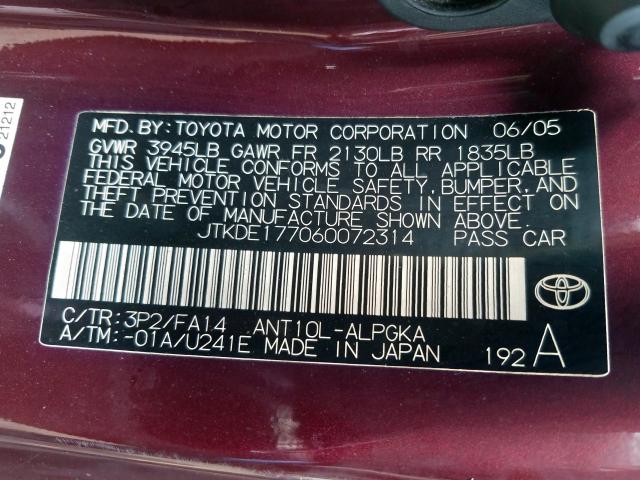 MFD. BY: TOYOTA MOTOR CORPORATION 06/05
GVWR 3945LB GAWR FR 2130LB RR 1835LB
THIS VEHICLE CONFORMS TO ALL APPLICABLE
FEDERAL MOTOR VEHICLE SAFETY, BUMPER, AND
THEFT PREVENTION STANDARDS IN EFFECT ON
THE DATE OF MANUFACTURE SHOWN ABOVE.
JTKDE177060072314 PASS CAR
C/TR: 3P2/FA14 ANT10L-ALPGKA
A/TM: -01A/U241E MADE IN JAPAN 192 A
21212